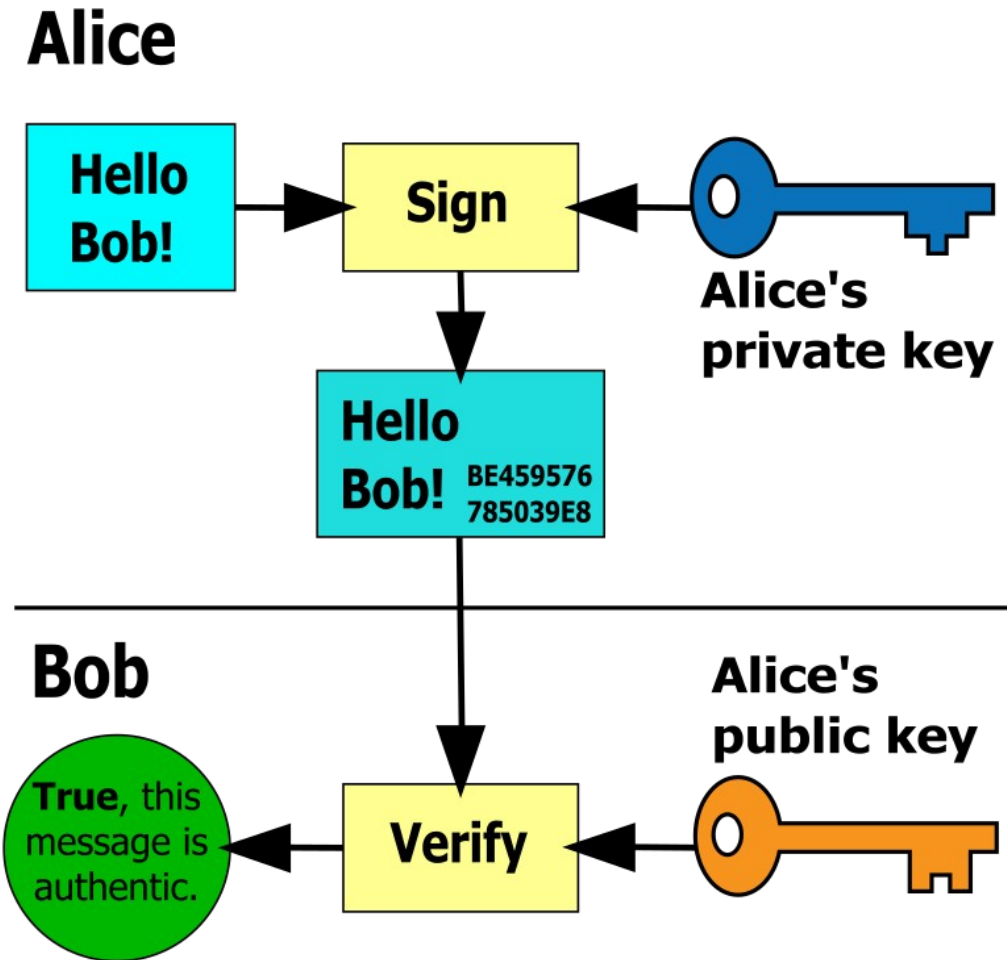 Alice
Hello
Bob!
Sign
Alice's
private key
Hello
Bob!
BE459576
785039E8
Bob
Alice's
public key
True, this
message is
authentic.
Verify